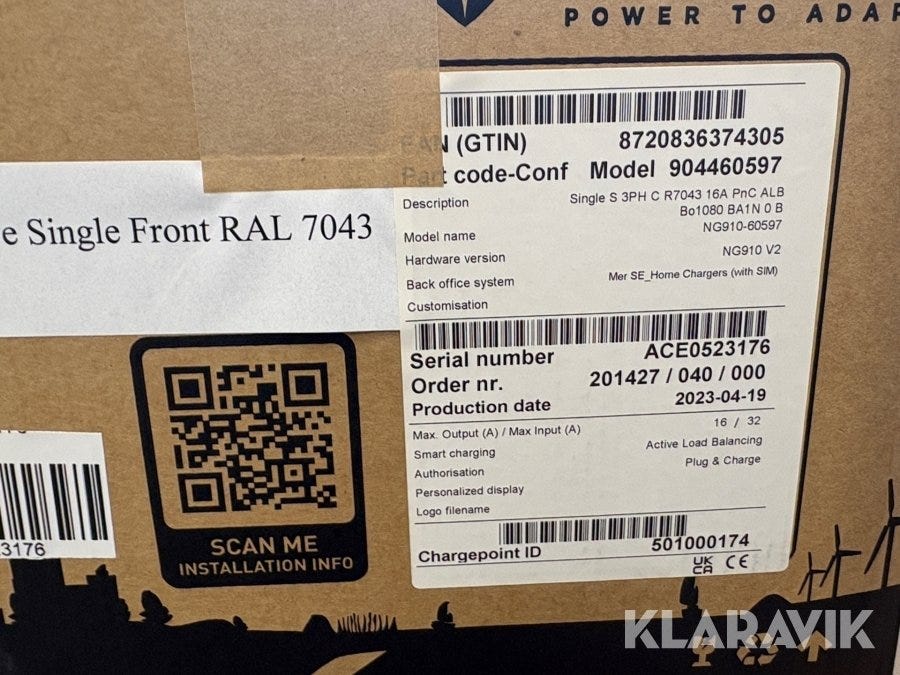 POWER TO ADAP
EAN (GTIN) 8720836374305
Part code-Conf Model 904460597
Description Single S 3PH C R7043 16A PnC ALB
Bo1080 BA1N 0 B
Model name NG910-60597
Hardware version NG910 V2
Back office system Mer SE_Home Chargers (with SIM)
Customisation
e Single Front RAL 7043
Serial number ACE0523176
Order nr. 201427 / 040 / 000
Production date 2023-04-19
Max. Output (A) / Max Input (A) 16 / 32
Smart charging Active Load Balancing
Authorisation Plug & Charge
Personalized display
Logo filename
Chargepoint ID 501000174
UK
CA CE
SCAN ME
INSTALLATION INFO
3176
KLARAVIK